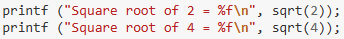 printf ("Square root of 2 = %f\n", sqrt(2));
printf ("Square root of 4 = %f\n", sqrt(4));